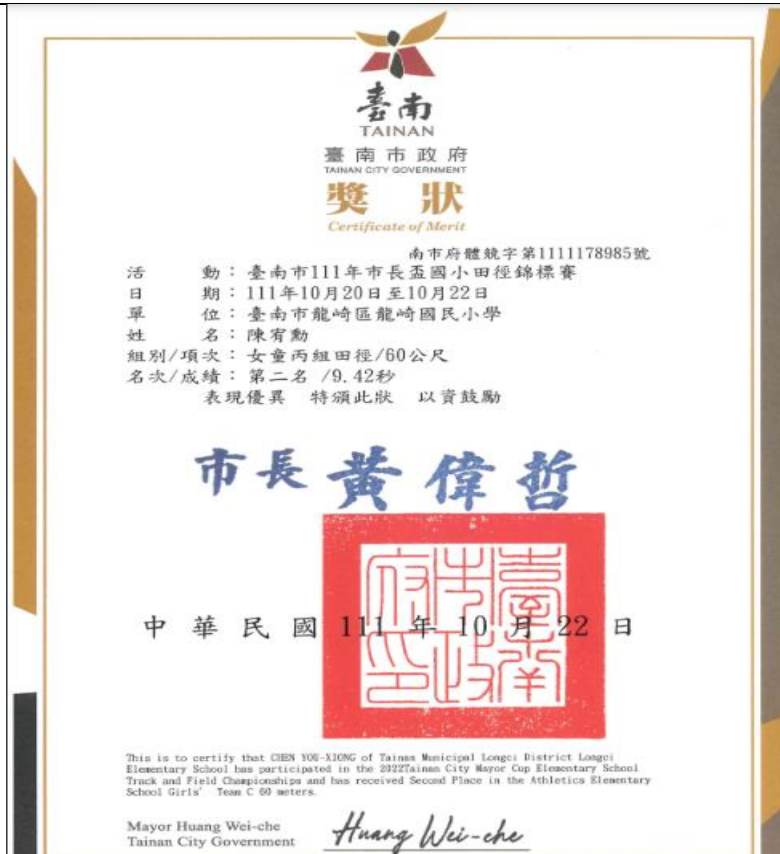 臺南
TAINAN
臺南市政府
TAINAN CITY GOVERNMENT
獎 狀
Certificate of Merit
南市府體競字第1111178985號
活 動：臺南市111年市長盃國小田徑錦標賽
日 期：111年10月20日至10月22日
單 位：臺南市龍崎區龍崎國民小學
姓 名：陳宥勳
組別/項次：女童丙組田徑/60公尺
名次/成績：第二名 /9.42秒
表現優異 特頒此狀 以資鼓勵
市長 黃偉哲
臺南市政府印
中華民國 111 年 10 月 22 日
This is to certify that CHEN YOU-XIONG of Tainan Municipal Longci District Longci
Elementary School has participated in the 2022Tainan City Mayor Cup Elementary School
Track and Field Championships and has received Second Place in the Athletics Elementary
School Girls' Team C 60 meters.
Mayor Huang Wei-che
Tainan City Government
Huang Wei-che